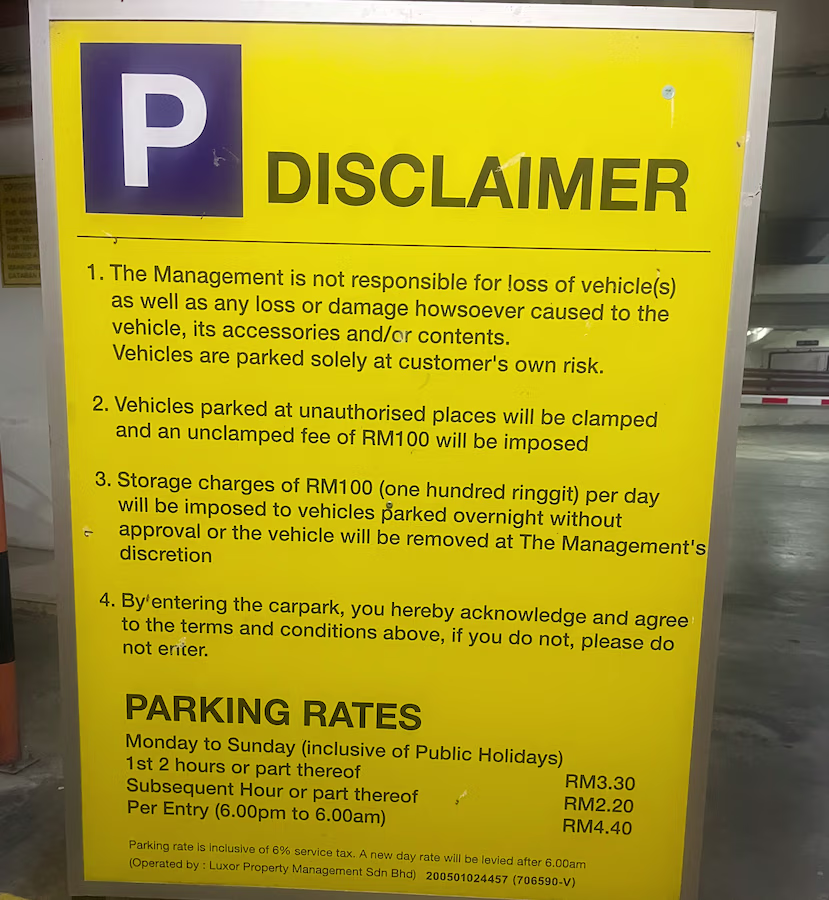 P
DISCLAIMER
1. The Management is not responsible for loss of vehicle(s)
as well as any loss or damage howsoever caused to the
vehicle, its accessories and/or contents.
Vehicles are parked solely at customer's own risk.
2. Vehicles parked at unauthorised places will be clamped
and an unclamped fee of RM100 will be imposed
3. Storage charges of RM100 (one hundred ringgit) per day
will be imposed to vehicles parked overnight without
approval or the vehicle will be removed at The Management's
discretion
4. By entering the carpark, you hereby acknowledge and agree
to the terms and conditions above, if you do not, please do
not enter.
PARKING RATES
Monday to Sunday (inclusive of Public Holidays)
1st 2 hours or part thereof RM3.30
Subsequent Hour or part thereof RM2.20
Per Entry (6.00pm to 6.00am) RM4.40
Parking rate is inclusive of 6% service tax. A new day rate will be levied after 6.00am
(Operated by : Luxor Property Management Sdn Bhd) 200501024457 (706590-V)